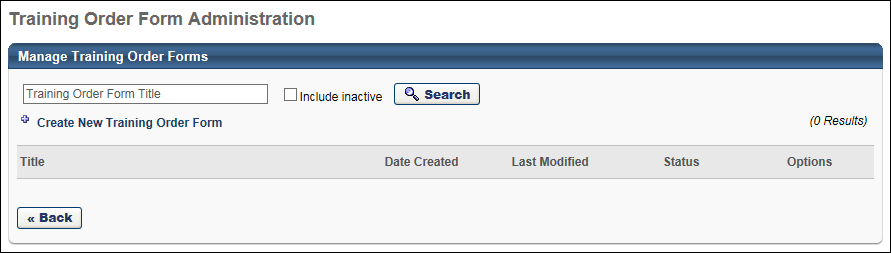 Training Order Form Administration
Manage Training Order Forms
Training Order Form Title Include inactive Search
Create New Training Order Form (0 Results)
Title Date Created Last Modified Status Options
« Back